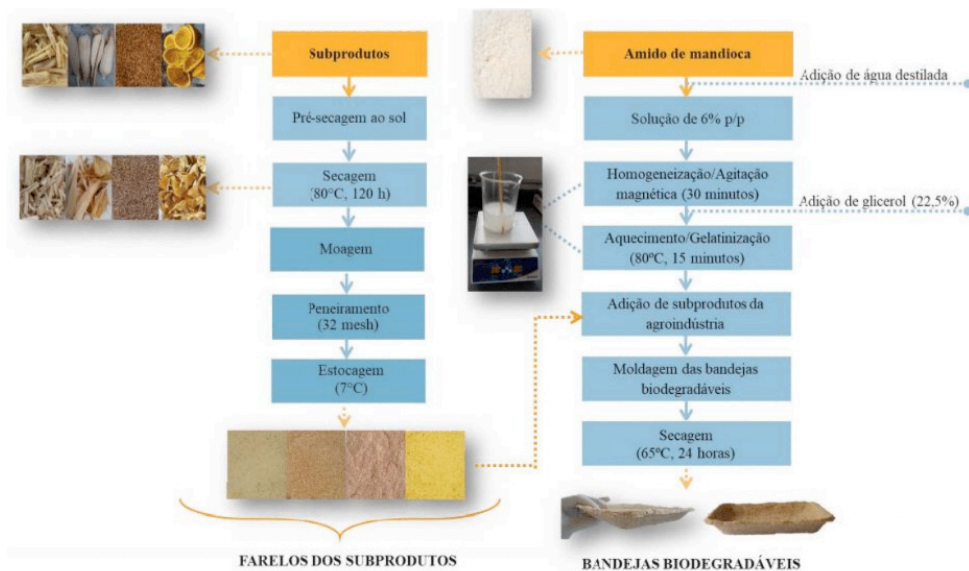 Subprodutos
Pré-secagem ao sol
Secagem
(80°C, 120 h)
Moagem
Peneiramento
(32 mesh)
Estocagem
(7°C)
FARELOS DOS SUBPRODUTOS
Amido de mandioca
Adição de água destilada
Solução de 6% p/p
Homogeneização/Agitação
magnética (30 minutos)
Adição de glicerol (22,5%)
Aquecimento/Gelatinização
(80ºC, 15 minutos)
Adição de subprodutos da
agroindústria
Moldagem das bandejas
biodegradáveis
Secagem
(65ºC, 24 horas)
BANDEJAS BIODEGRADÁVEIS